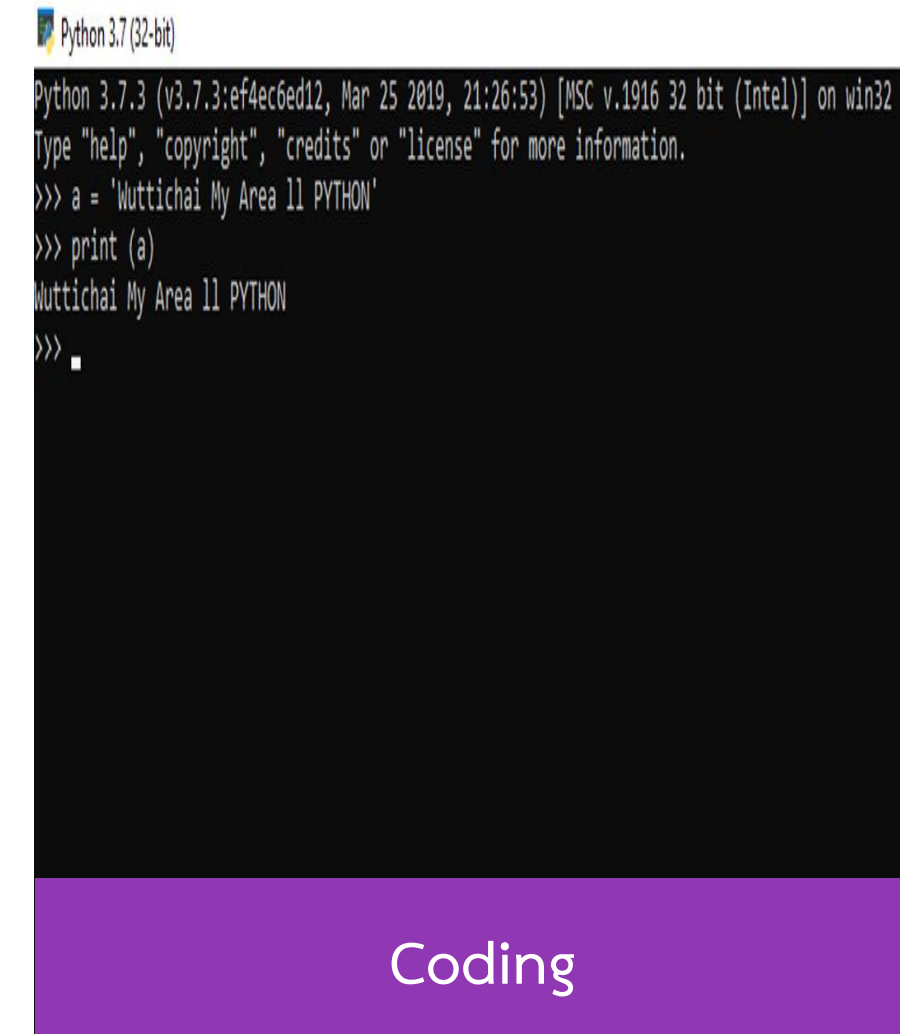 Python 3.7 (32-bit)
Python 3.7.3 (v3.7.3:ef4ec6ed12, Mar 25 2019, 21:26:53) [MSC v.1916 32 bit (Intel)] on win32
Type "help", "copyright", "credits" or "license" for more information.
>>> a = 'Wuttichai My Area ll PYTHON'
>>> print (a)
Wuttichai My Area ll PYTHON
>>>
Coding